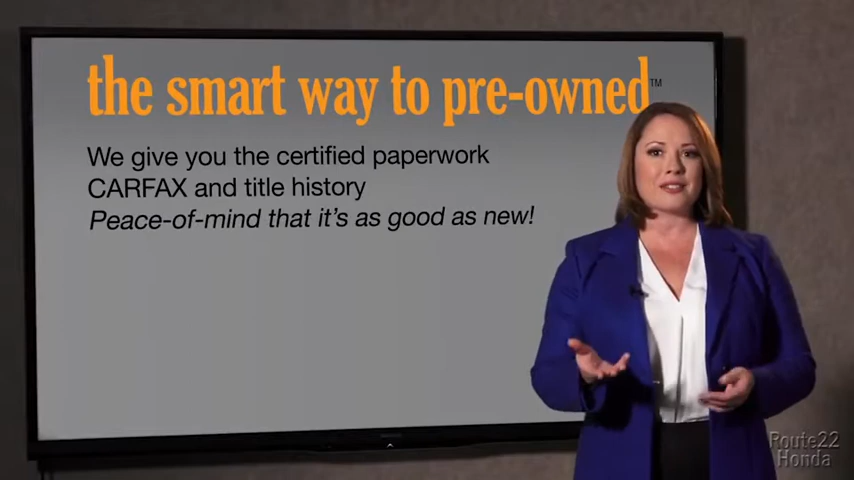 the smart way to pre-owned™
We give you the certified paperwork
CARFAX and title history
Peace-of-mind that it's as good as new!
Route22
Honda